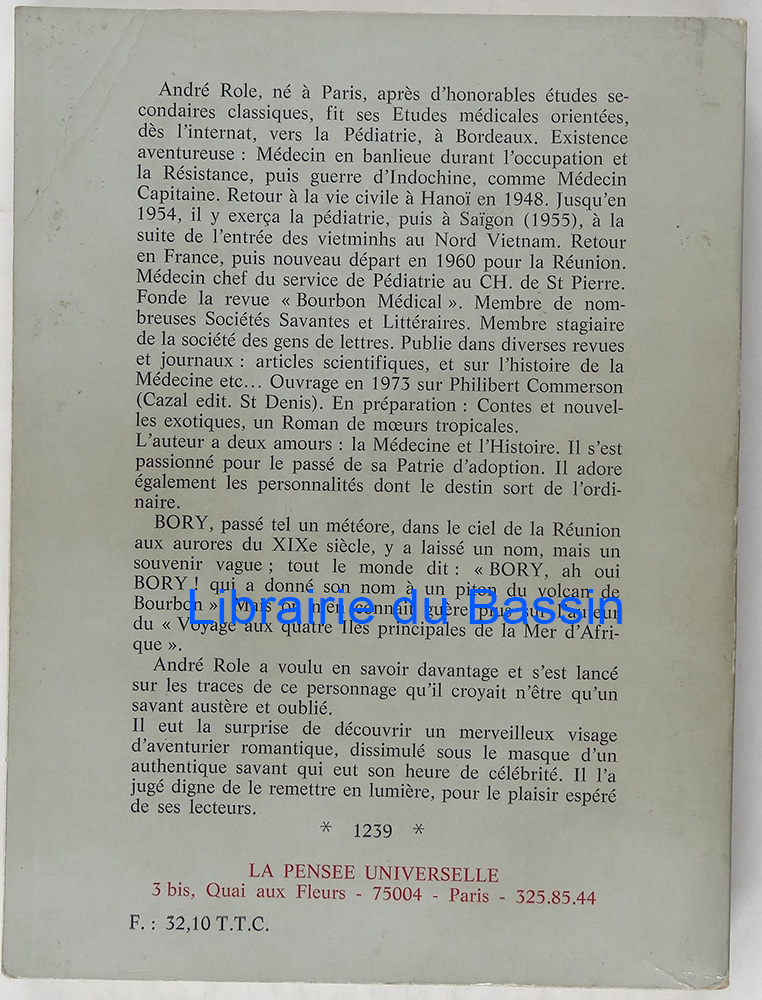 André Role, né à Paris, après d'honorables études se-
condaires classiques, fit ses Etudes médicales orientées,
dès l'internat, vers la Pédiatrie, à Bordeaux. Existence
aventureuse : Médecin en banlieue durant l'occupation et
la Résistance, puis guerre d'Indochine, comme Médecin
Capitaine. Retour à la vie civile à Hanoï en 1948. Jusqu'en
1954, il y exerça la pédiatrie, puis à Saïgon (1955), à la
suite de l'entrée des vietminhs au Nord Vietnam. Retour
en France, puis nouveau départ en 1960 pour la Réunion.
Médecin chef du service de Pédiatrie au CH. de St Pierre.
Fonde la revue « Bourbon Médical ». Membre de nom-
breuses Sociétés Savantes et Littéraires. Membre stagiaire
de la société des gens de lettres. Publie dans diverses revues
et journaux : articles scientifiques, et sur l'histoire de la
Médecine etc... Ouvrage en 1973 sur Philibert Commerson
(Cazal edit. St Denis). En préparation : Contes et nouvel-
les exotiques, un Roman de mœurs tropicales.
L'auteur a deux amours : la Médecine et l'Histoire. Il s'est
passionné pour le passé de sa Patrie d'adoption. Il adore
également les personnalités dont le destin sort de l'ordi-
naire.
BORY, passé tel un météore, dans le ciel de la Réunion
aux aurores du XIXe siècle, y a laissé un nom, mais un
souvenir vague ; tout le monde dit : « BORY, ah oui
BORY ! qui a donné son nom à un piton du volcan de
Bourbon ». Mais on n'en connaît guère plus sur l'auteur
Librairie du Bassin
du « Voyage aux quatre Iles principales de la Mer d'Afri-
que ».
André Role a voulu en savoir davantage et s'est lancé
sur les traces de ce personnage qu'il croyait n'être qu'un
savant austère et oublié.
Il eut la surprise de découvrir un merveilleux visage
d'aventurier romantique, dissimulé sous le masque d'un
authentique savant qui eut son heure de célébrité. Il l'a
jugé digne de le remettre en lumière, pour le plaisir espéré
de ses lecteurs.
* 1239 *
LA PENSEE UNIVERSELLE
3 bis, Quai aux Fleurs - 75004 - Paris - 325.85.44
F. : 32,10 T.T.C.